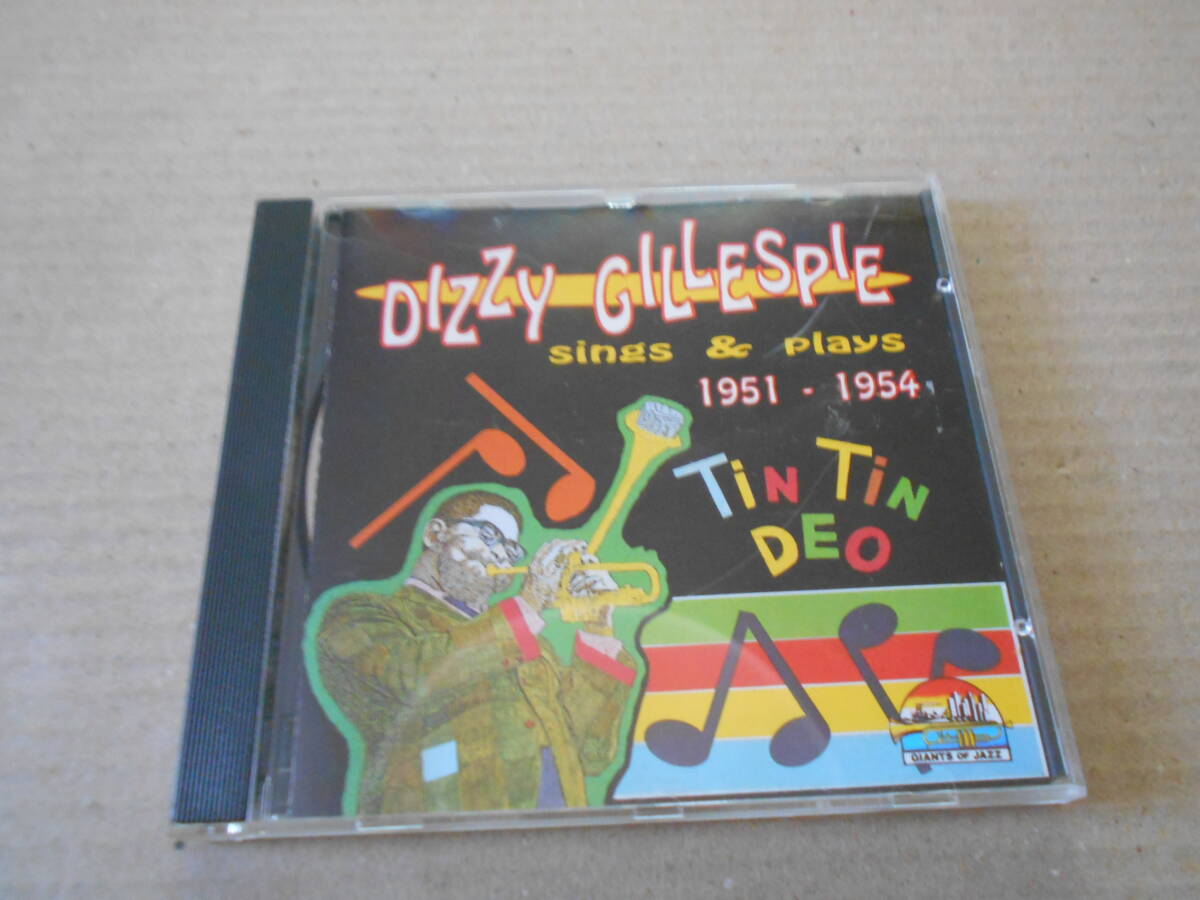 DIZZY GILLESPIE
sings & plays
1951 - 1954
TiN TiN
DEO
GIANTS OF JAZZ